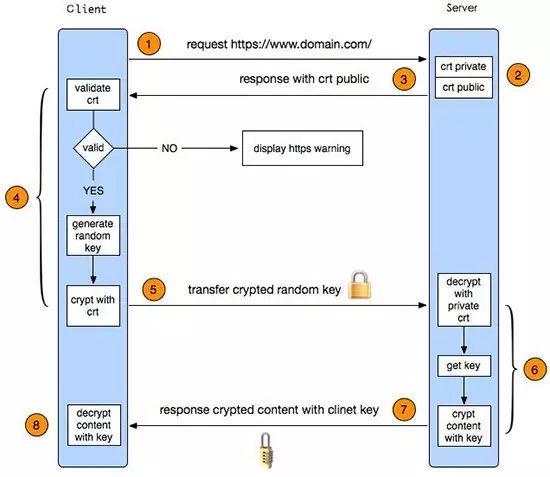 Client
Server
1
request https://www.domain.com/
crt private
2
response with crt public
3
crt public
validate
crt
valid
NO
display https warning
4
YES
generate
random
key
5
transfer crypted random key
crypt with
crt
decrypt
with
private
crt
get key
6
response crypted content with clinet key
7
8
decrypt
content
with key
crypt
content
with key